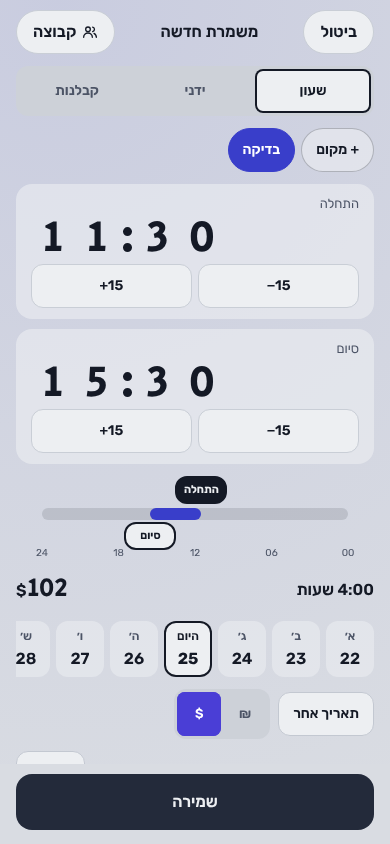 ביטול משמרת חדשה קבוצה
שעון ידני קבלנות
+ מקום בדיקה
התחלה
11:30
−15 +15
סיום
15:30
−15 +15
התחלה
סיום
00 06 12 18 24
4:00 שעות $102
א׳ ב׳ ג׳ היום ה׳ ו׳ ש׳
22 23 24 25 26 27 28
תאריך אחר ₪ $
שמירה